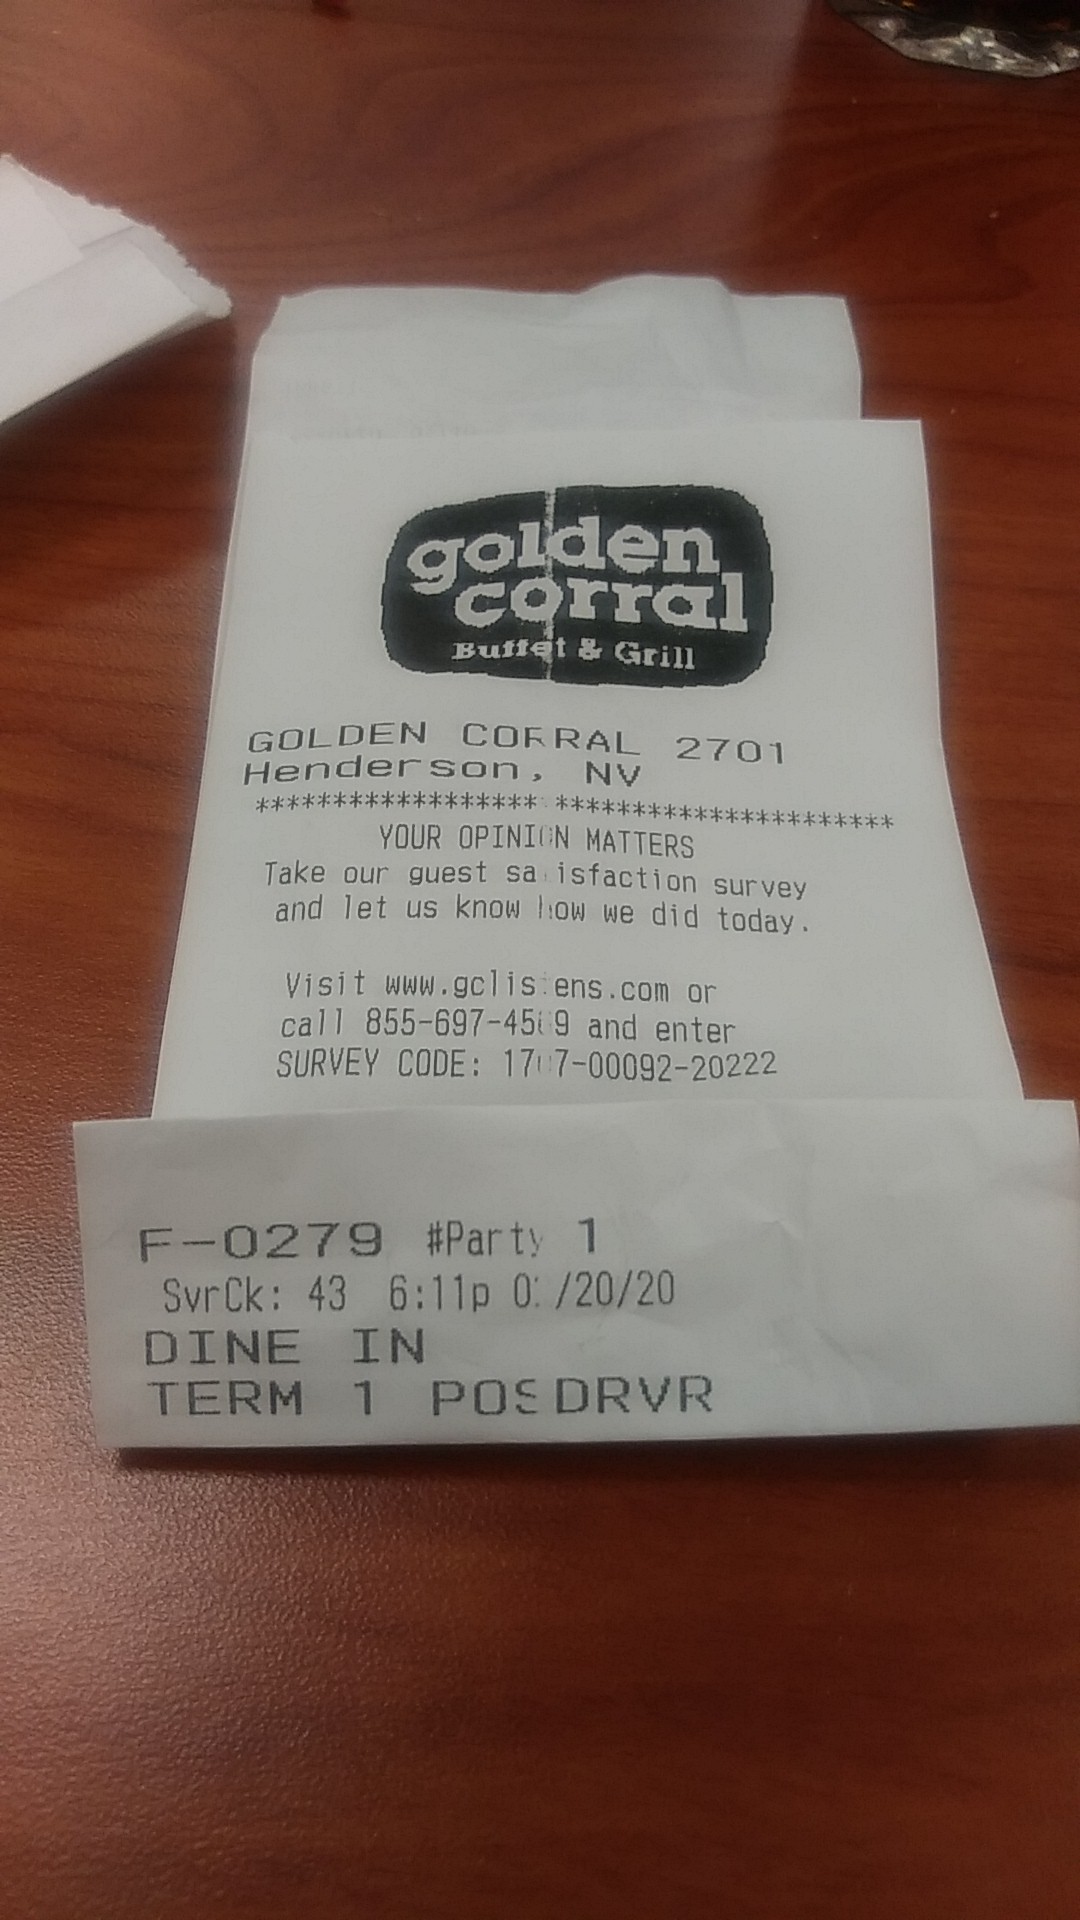 golden
corral
Buffet & Grill
GOLDEN CORRAL 2701
Henderson, NV
****************** **********************
YOUR OPINION MATTERS
Take our guest satisfaction survey
and let us know how we did today.
Visit www.gclistens.com or
call and enter
SURVEY CODE:
F-0279 #Party 1
SvrCk: 43 6:11p
DINE IN
TERM 1 POSDRVR